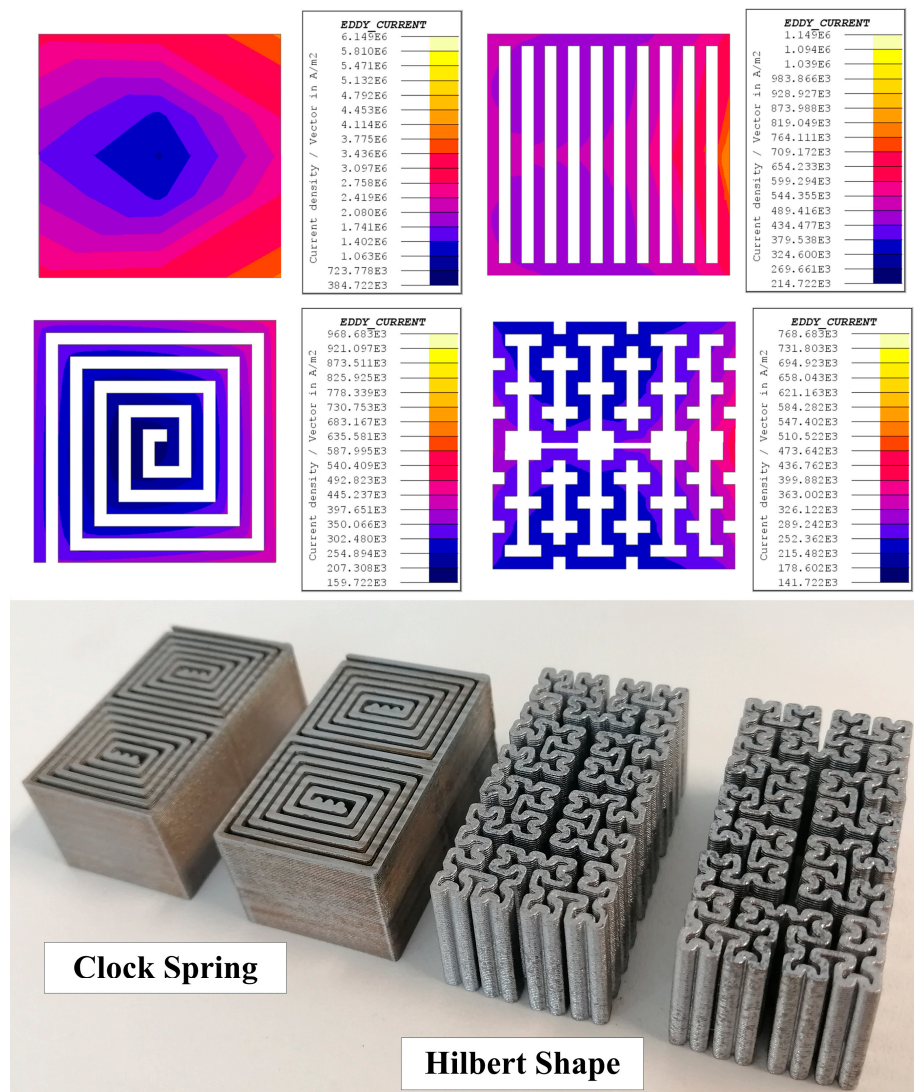 EDDY_CURRENT
Current density / Vector in A/m2
6.149E6
5.810E6
5.471E6
5.132E6
4.792E6
4.453E6
4.114E6
3.775E6
3.436E6
3.097E6
2.758E6
2.419E6
2.080E6
1.741E6
1.402E6
1.063E6
723.778E3
384.722E3
EDDY_CURRENT
Current density / Vector in A/m2
1.149E6
1.094E6
1.039E6
983.866E3
928.927E3
873.988E3
819.049E3
764.111E3
709.172E3
654.233E3
599.294E3
544.355E3
489.416E3
434.477E3
379.538E3
324.600E3
269.661E3
214.722E3
EDDY_CURRENT
Current density / Vector in A/m2
968.683E3
921.097E3
873.511E3
825.925E3
778.339E3
730.753E3
683.167E3
635.581E3
587.995E3
540.409E3
492.823E3
445.237E3
397.651E3
350.066E3
302.480E3
254.894E3
207.308E3
159.722E3
EDDY_CURRENT
Current density / Vector in A/m2
768.683E3
731.803E3
694.923E3
658.043E3
621.163E3
584.282E3
547.402E3
510.522E3
473.642E3
436.762E3
399.882E3
363.002E3
326.122E3
289.242E3
252.362E3
215.482E3
178.602E3
141.722E3
Clock Spring
Hilbert Shape